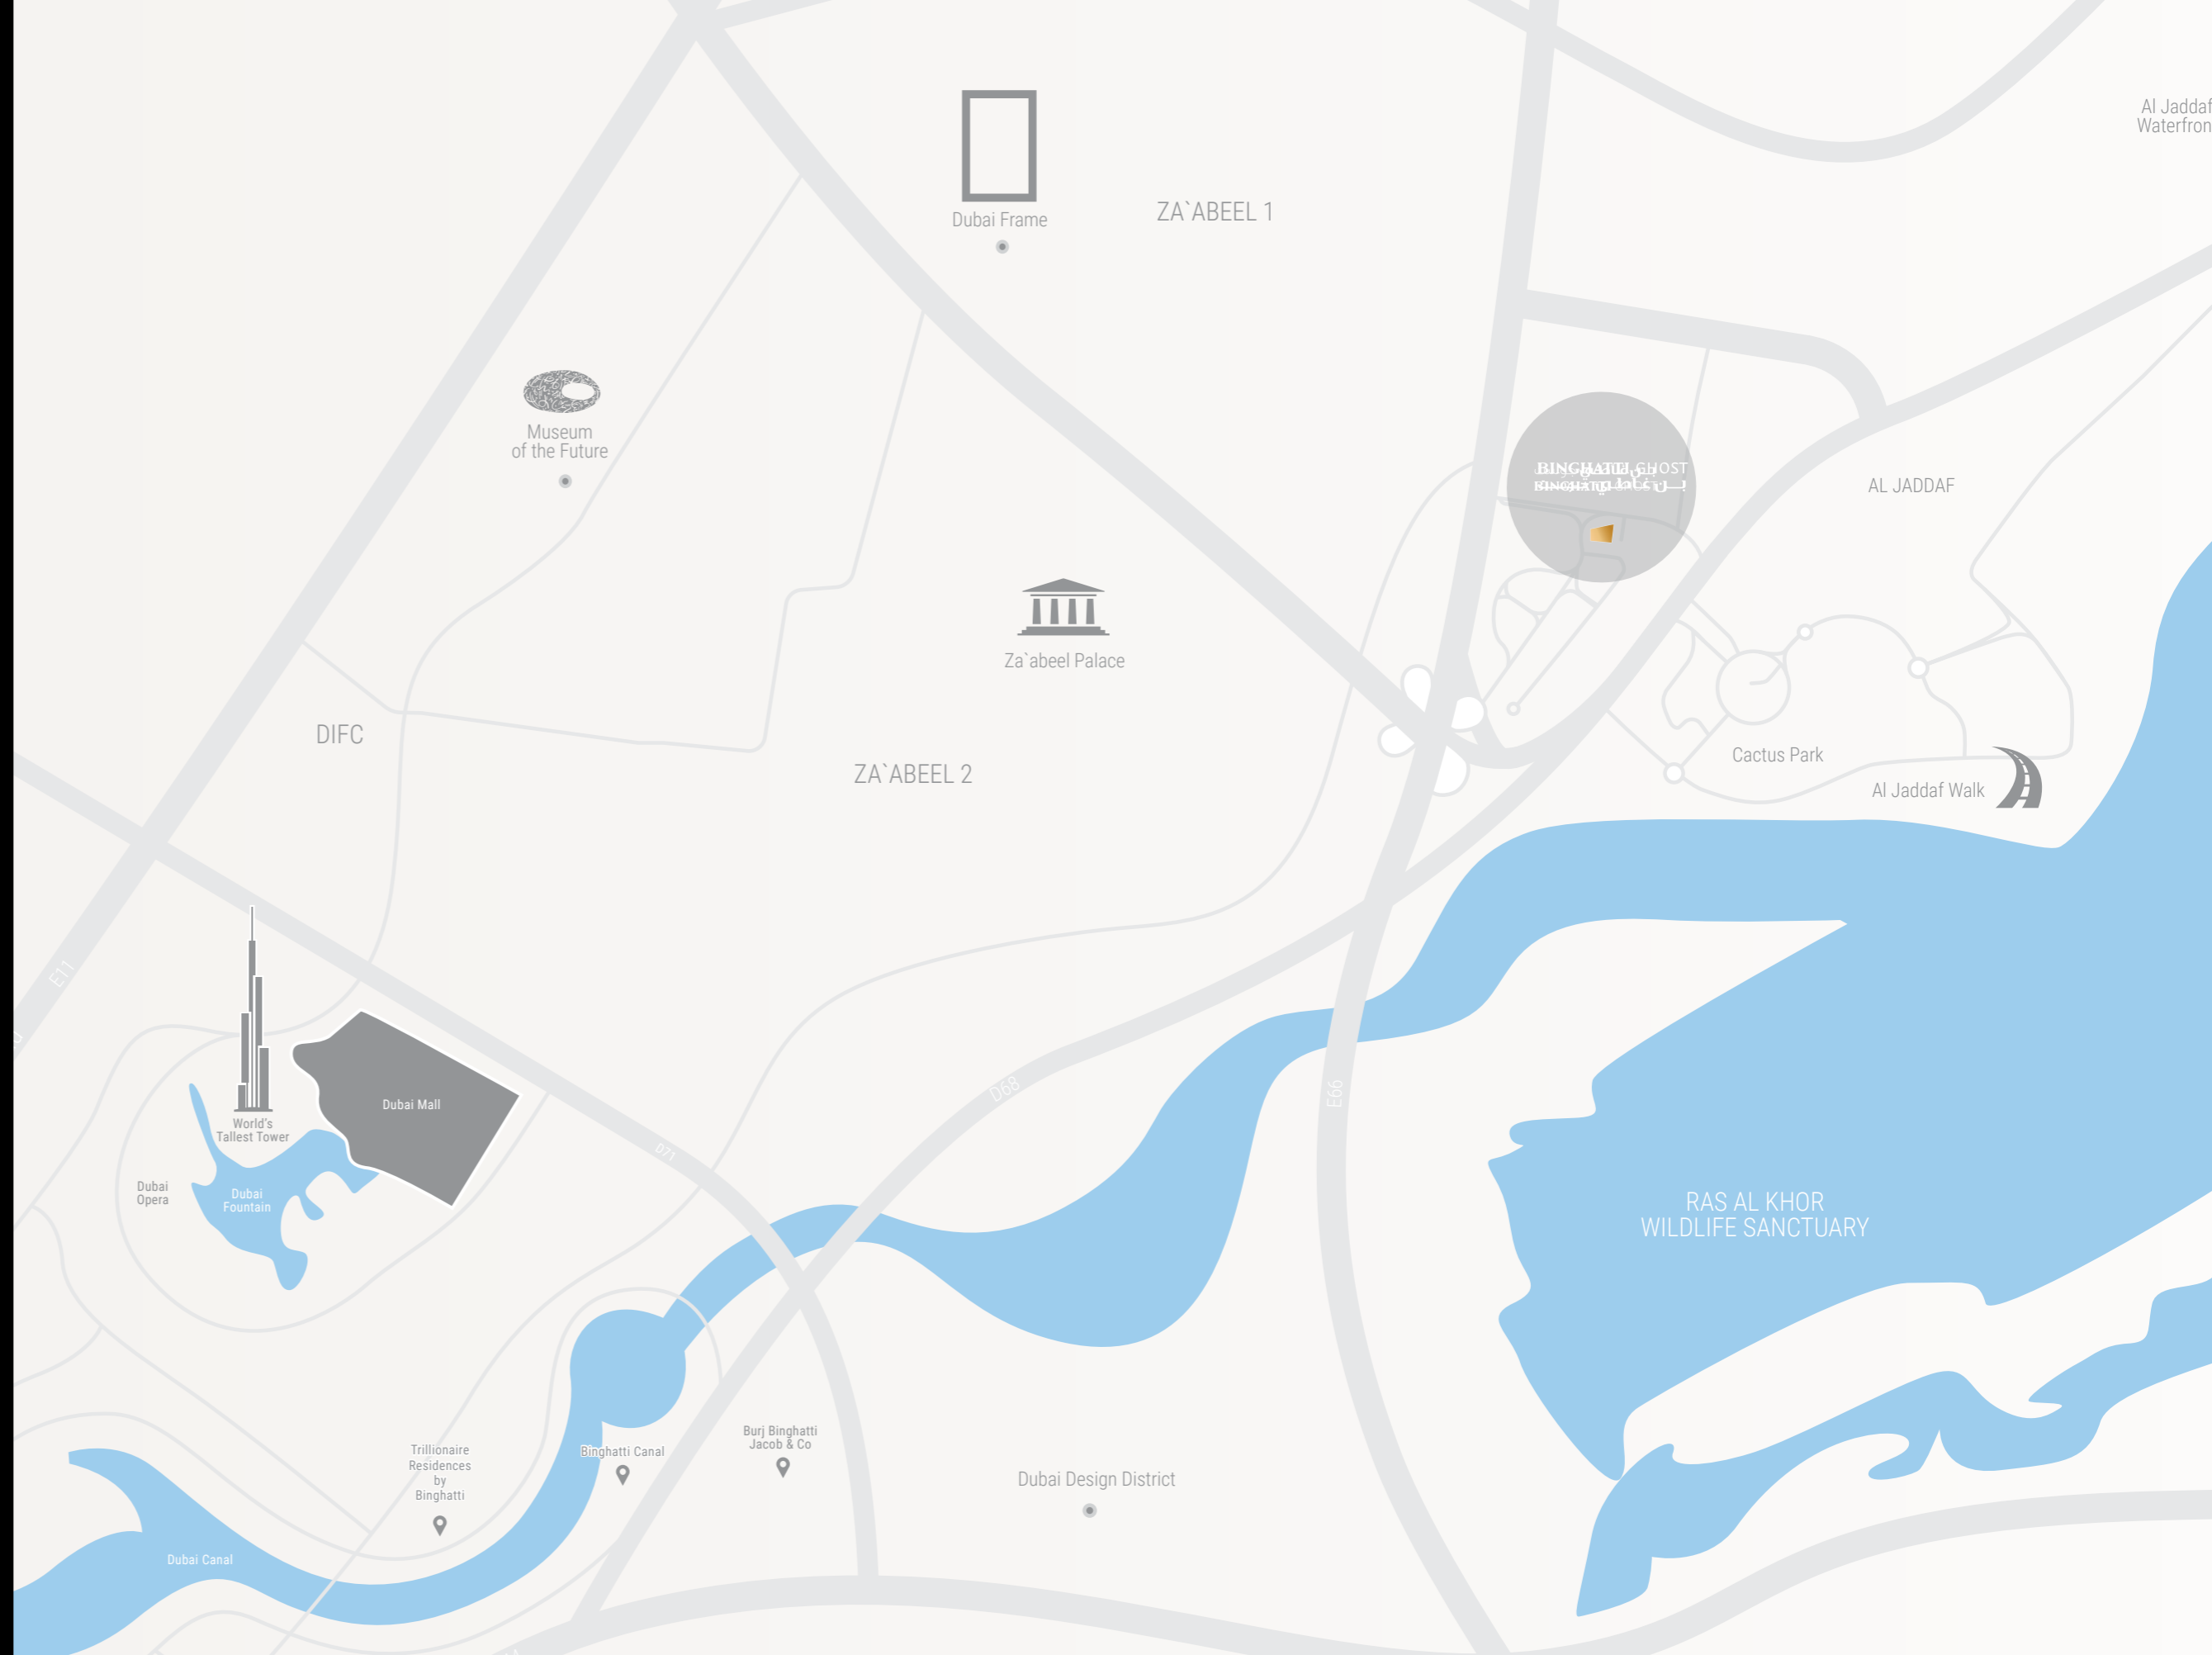 Al Jaddaf
Waterfron
Dubai Frame
ZA`ABEEL 1
Museum
of the Future
BINGHATTI GHOST
AL JADDAF
Za`abeel Palace
DIFC
ZA`ABEEL 2
Cactus Park
Al Jaddaf Walk
E11
Dubai Mall
D68
E66
World's
Tallest Tower
D71
Dubai
Opera
Dubai
Fountain
RAS AL KHOR
WILDLIFE SANCTUARY
Trillionaire
Residences
by
Binghatti
Binghatti Canal
Burj Binghatti
Jacob & Co
Dubai Design District
Dubai Canal